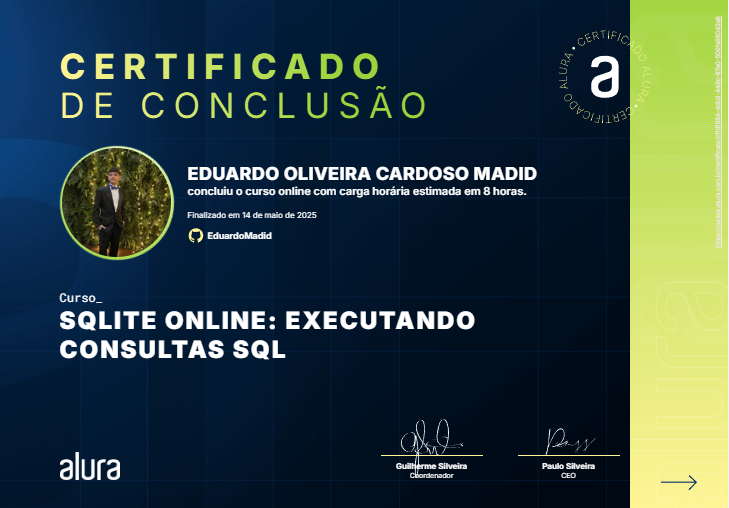 CERTIFICADO
DE CONCLUSÃO
CERTIFICADO ALURA • CERTIFICADO ALURA •
a
EDUARDO OLIVEIRA CARDOSO MADID
concluiu o curso online com carga horária estimada em 8 horas.
Finalizado em 14 de maio de 2025
EduardoMadid
Curso_
SQLITE ONLINE: EXECUTANDO
CONSULTAS SQL
alura
Guilherme Silveira
Coordenador
Paulo Silveira
CEO
alura